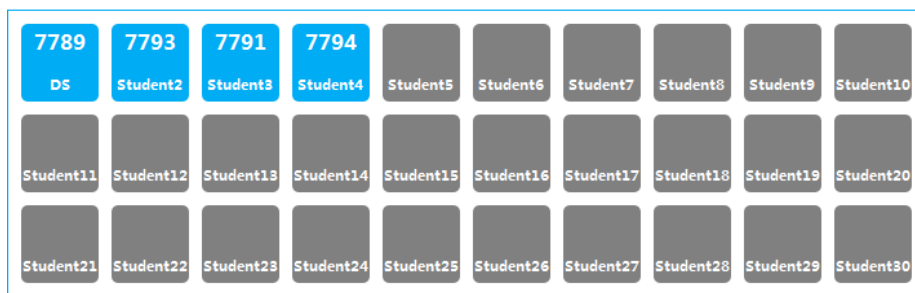 7789 7793 7791 7794
DS Student2 Student3 Student4 Student5 Student6 Student7 Student8 Student9 Student10
Student11 Student12 Student13 Student14 Student15 Student16 Student17 Student18 Student19 Student20
Student21 Student22 Student23 Student24 Student25 Student26 Student27 Student28 Student29 Student30